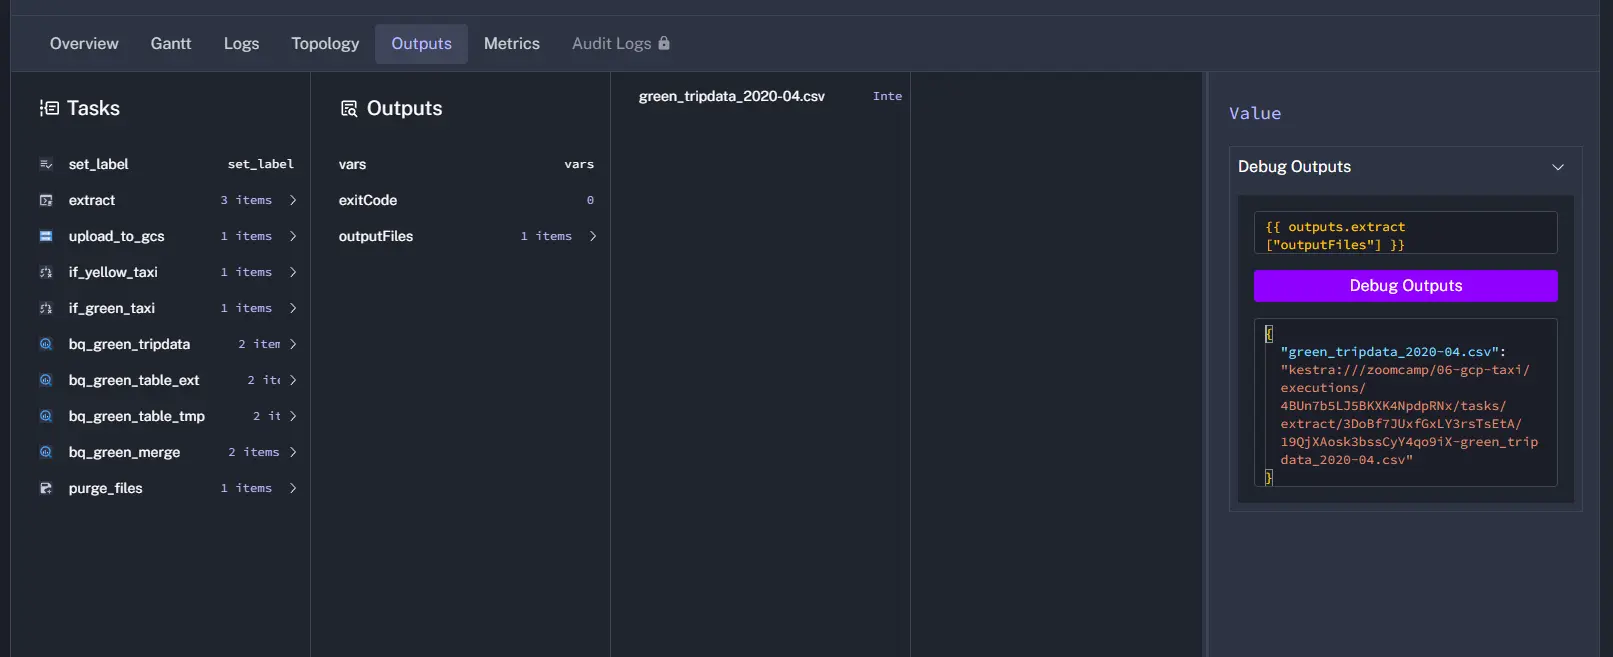 Overview Gantt Logs Topology Outputs Metrics Audit Logs
Tasks
set_label set_label
extract 3 items
upload_to_gcs 1 items
if_yellow_taxi 1 items
if_green_taxi 1 items
bq_green_tripdata 2 item
bq_green_table_ext 2 ite
bq_green_table_tmp 2 it
bq_green_merge 2 items
purge_files 1 items
Outputs
vars vars
exitCode 0
outputFiles 1 items
green_tripdata_2020-04.csv Inte
Value
Debug Outputs
{{ outputs.extract
["outputFiles"] }}
Debug Outputs
{
"green_tripdata_2020-04.csv":
"kestra:///zoomcamp/06-gcp-taxi/
executions/
4BUn7b5LJ5BKXK4NpdpRNx/tasks/
extract/3DoBf7JUxfGxLY3rsTsEtA/
19QjXAosk3bssCyY4qo9iX-green_trip
data_2020-04.csv"
}